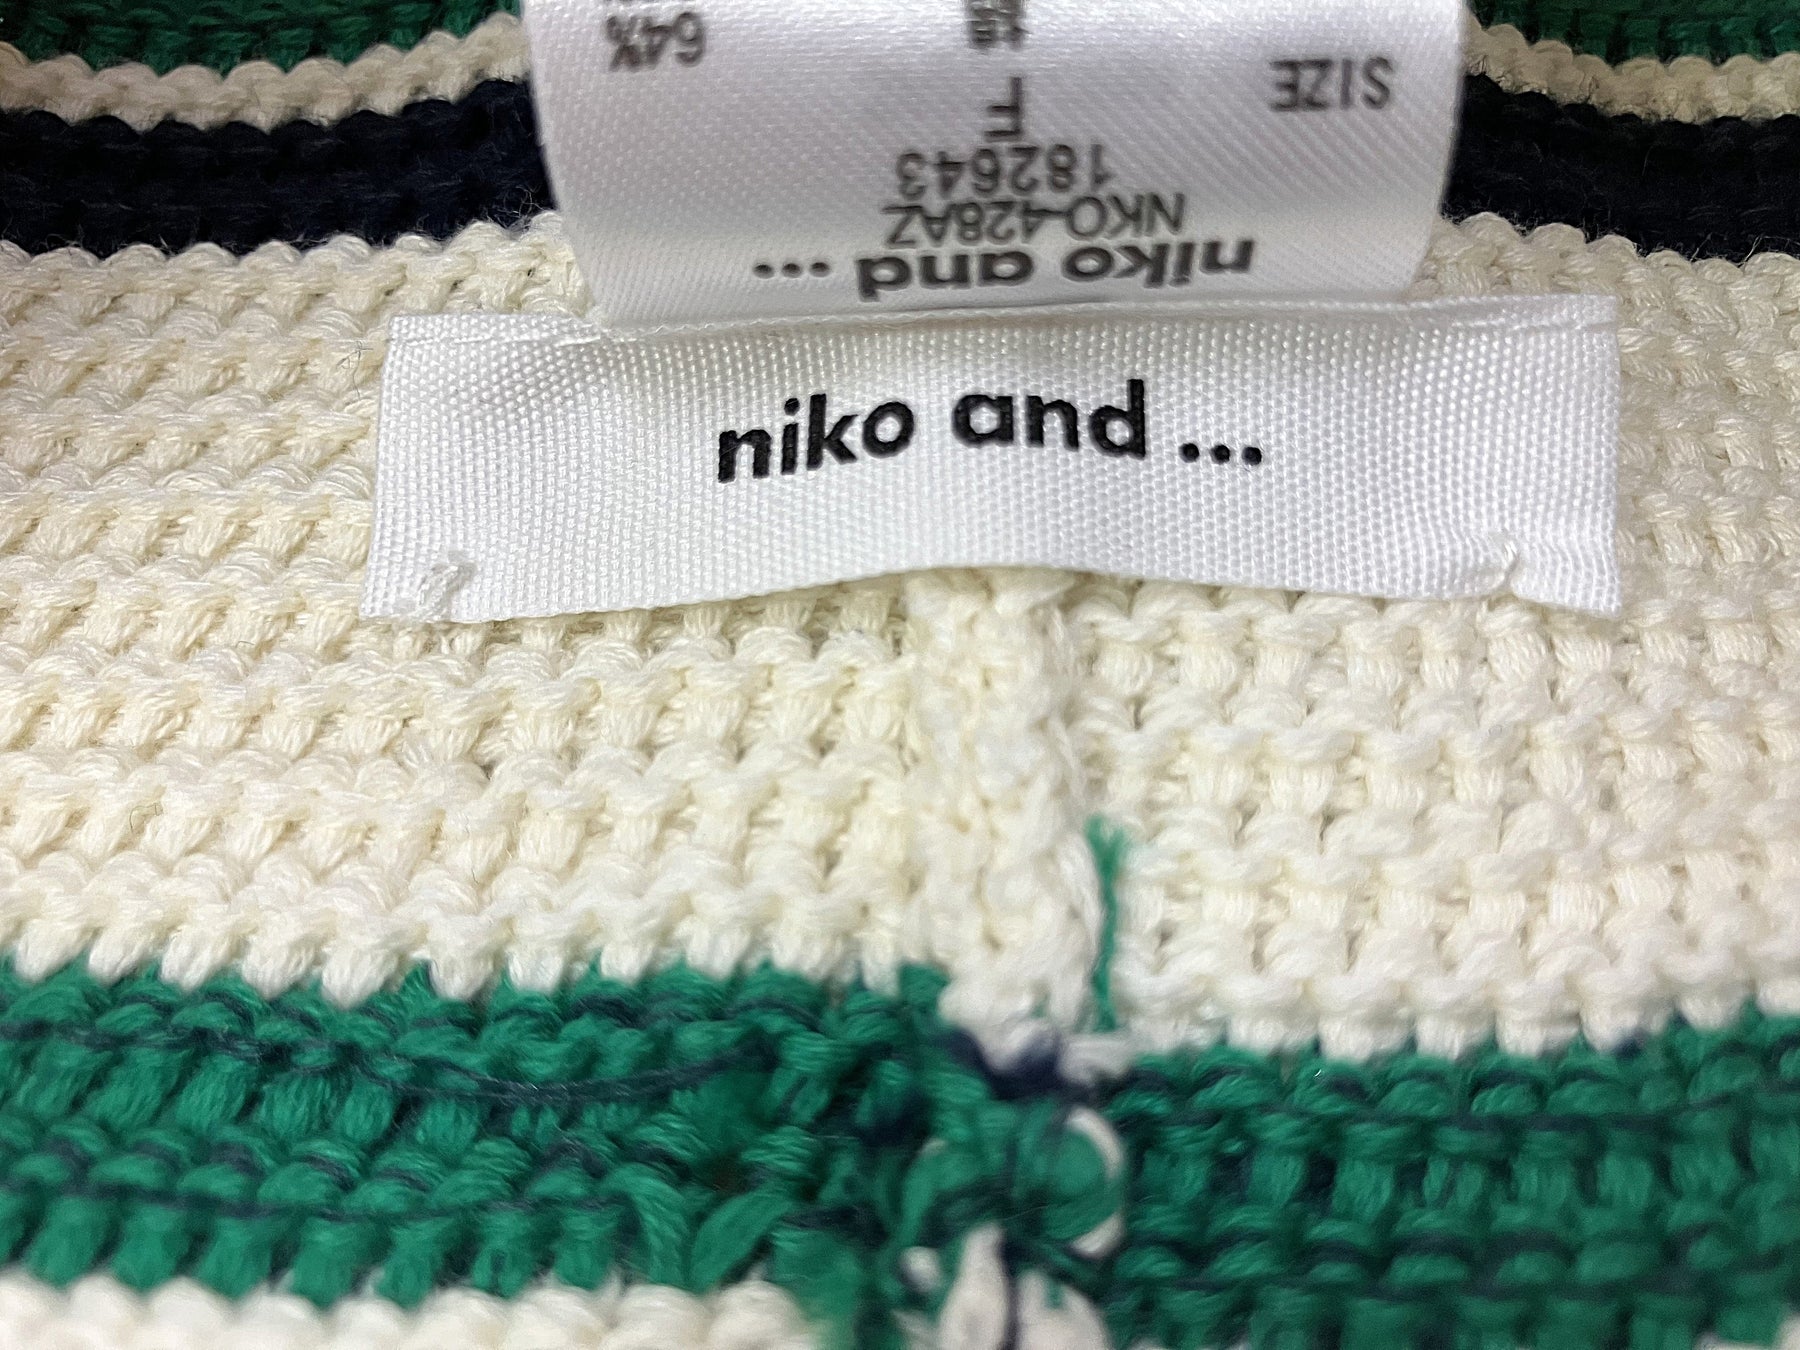 niko and ...
niko and ...
NKO-428AZ
182643
SIZE
64%